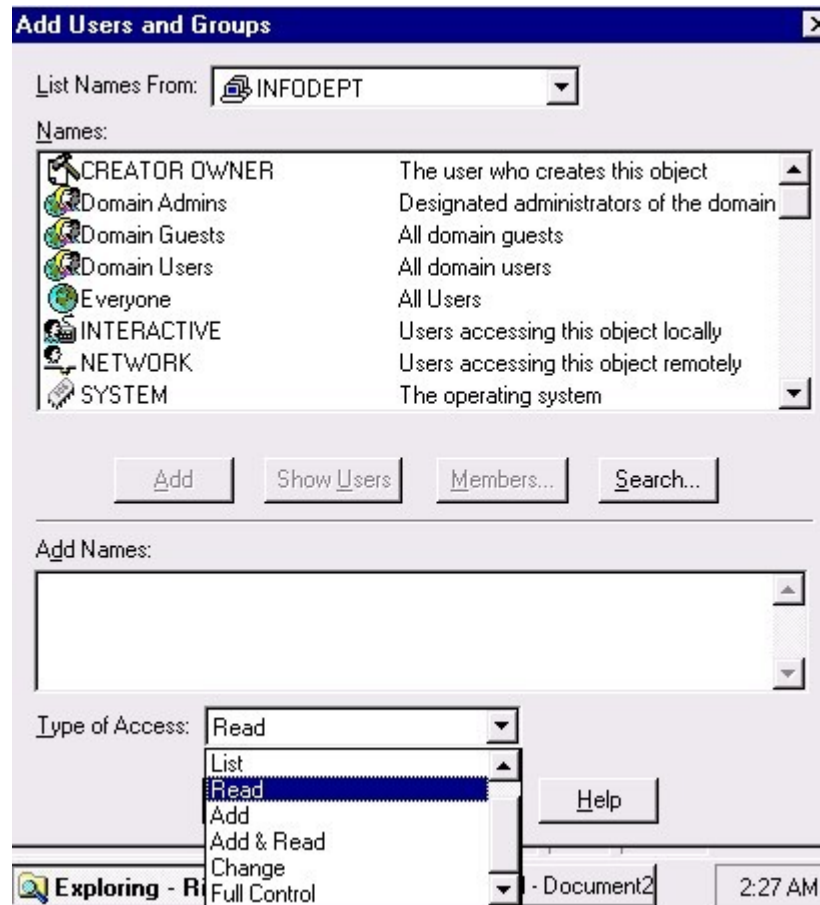 Add Users and Groups
List Names From: INFODEPT
Names:
CREATOR OWNER The user who creates this object
Domain Admins Designated administrators of the domain
Domain Guests All domain guests
Domain Users All domain users
Everyone All Users
INTERACTIVE Users accessing this object locally
NETWORK Users accessing this object remotely
SYSTEM The operating system
Add Show Users Members... Search...
Add Names:
Type of Access: Read
List
Read
Add
Help
Add & Read
Change
Full Control
Exploring - Ri - Document2 2:27 AM